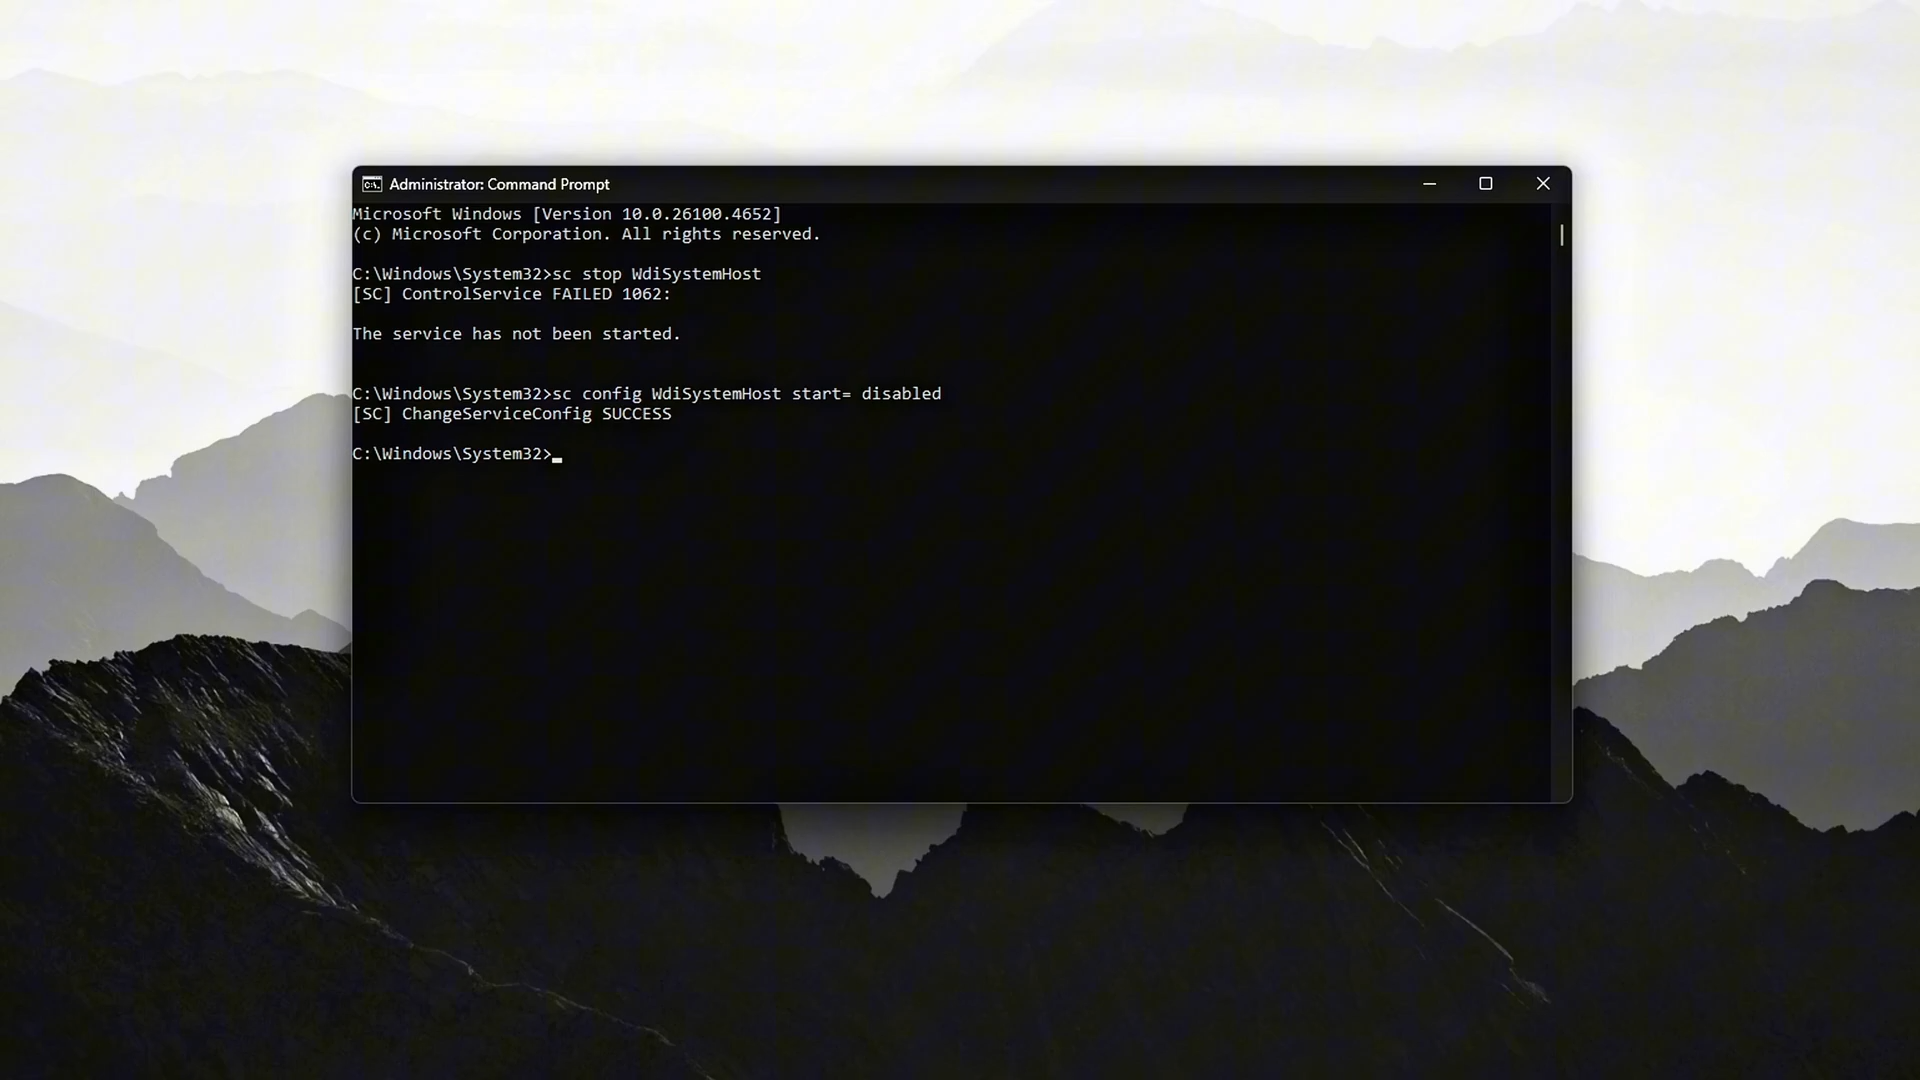 Administrator: Command Prompt
Microsoft Windows [Version 10.0.26100.4652]
(c) Microsoft Corporation. All rights reserved.
C:\Windows\System32>sc stop WdiSystemHost
[SC] ControlService FAILED 1062:
The service has not been started.
C:\Windows\System32>sc config WdiSystemHost start= disabled
[SC] ChangeServiceConfig SUCCESS
C:\Windows\System32>